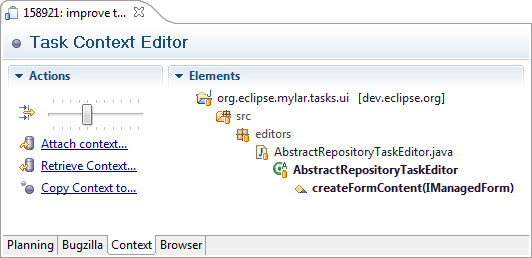 158921: improve t...
Task Context Editor
Actions
Attach context...
Retrieve Context...
Copy Context to...
Elements
org.eclipse.mylar.tasks.ui [dev.eclipse.org]
src
editors
AbstractRepositoryTaskEditor.java
AbstractRepositoryTaskEditor
createFormContent(IManagedForm)
Planning Bugzilla Context Browser